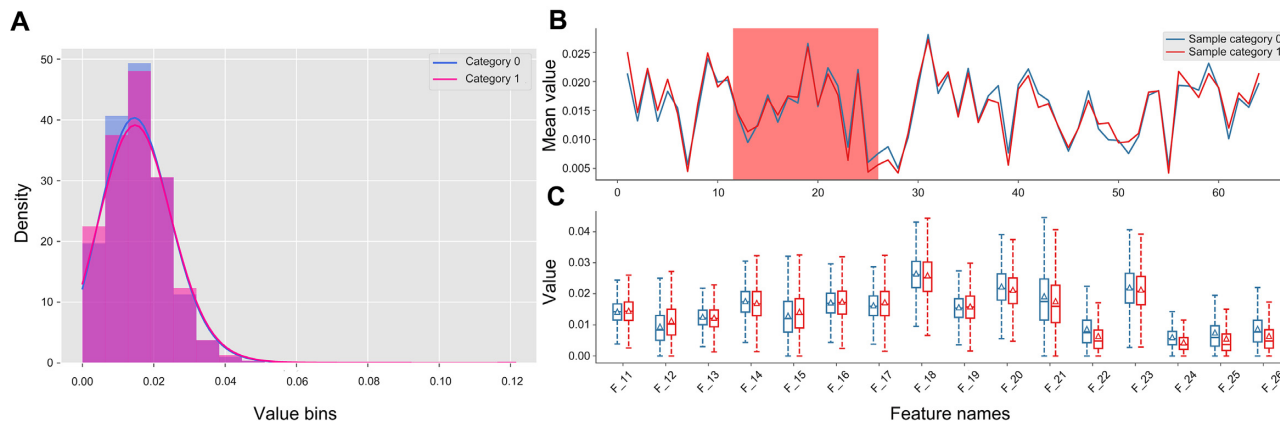 A
Density
50
40
30
20
10
0
0.00 0.02 0.04 0.06 0.08 0.10 0.12
Value bins
Category 0
Category 1
B
Mean value
0.025
0.020
0.015
0.010
0.005
0 10 20 30 40 50 60
Sample category 0
Sample category 1
C
Value
0.04
0.03
0.02
0.01
0.00
F_11 F_12 F_13 F_14 F_15 F_16 F_17 F_18 F_19 F_20 F_21 F_22 F_23 F_24 F_25 F_26
Feature names